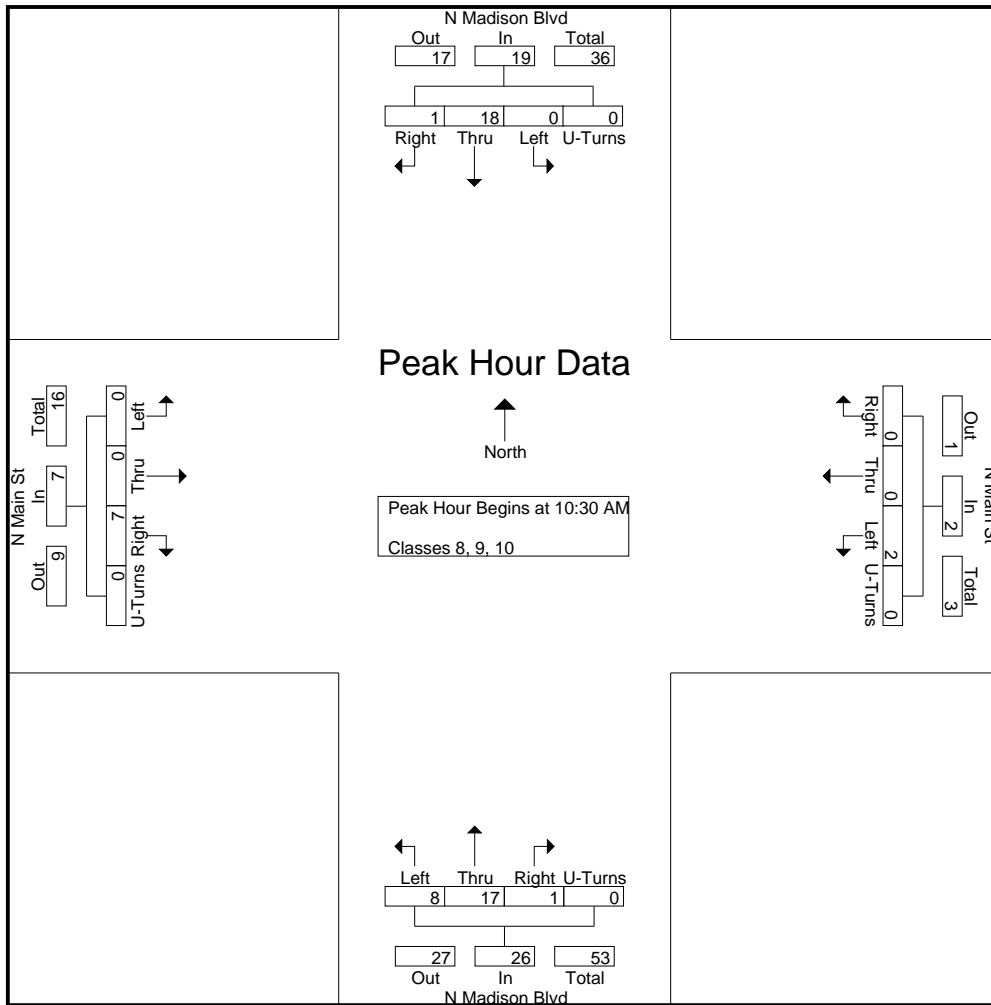 N Madison Blvd
Out In Total
17 19 36
1 18 0 0
Right Thru Left U-Turns
Peak Hour Data
North
Peak Hour Begins at 10:30 AM
Classes 8, 9, 10
N Main St
Total In Out
16 7 9
0 0 7 0
Left Thru Right U-Turns
N Main St
Out In Total
1 2 3
0 0 2 0
Right Thru Left U-Turns
Left Thru Right U-Turns
8 17 1 0
27 26 53
Out In Total
N Madison Blvd